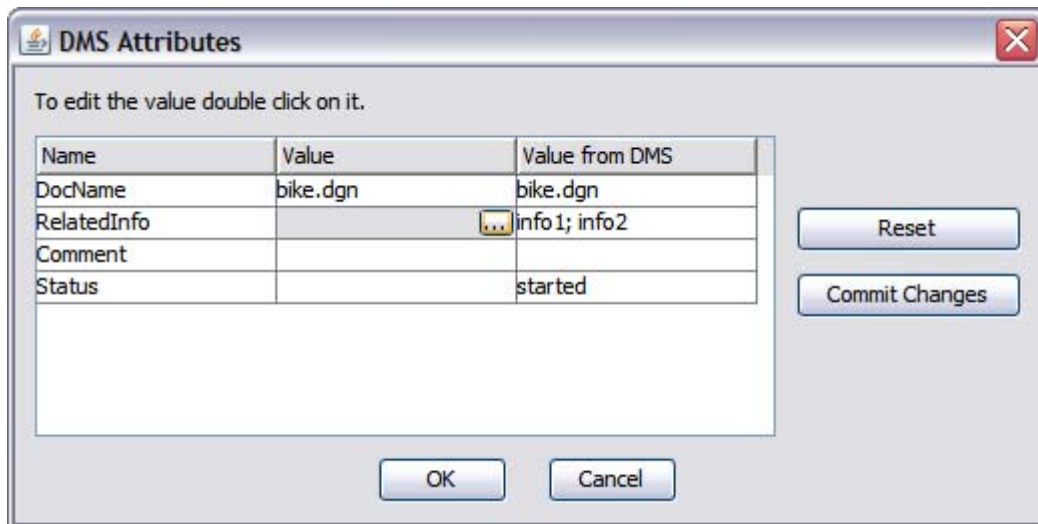 DMS Attributes
To edit the value double click on it.
Name Value Value from DMS
DocName bike.dgn bike.dgn
RelatedInfo ... info1; info2
Comment
Status started
Reset
Commit Changes
OK Cancel